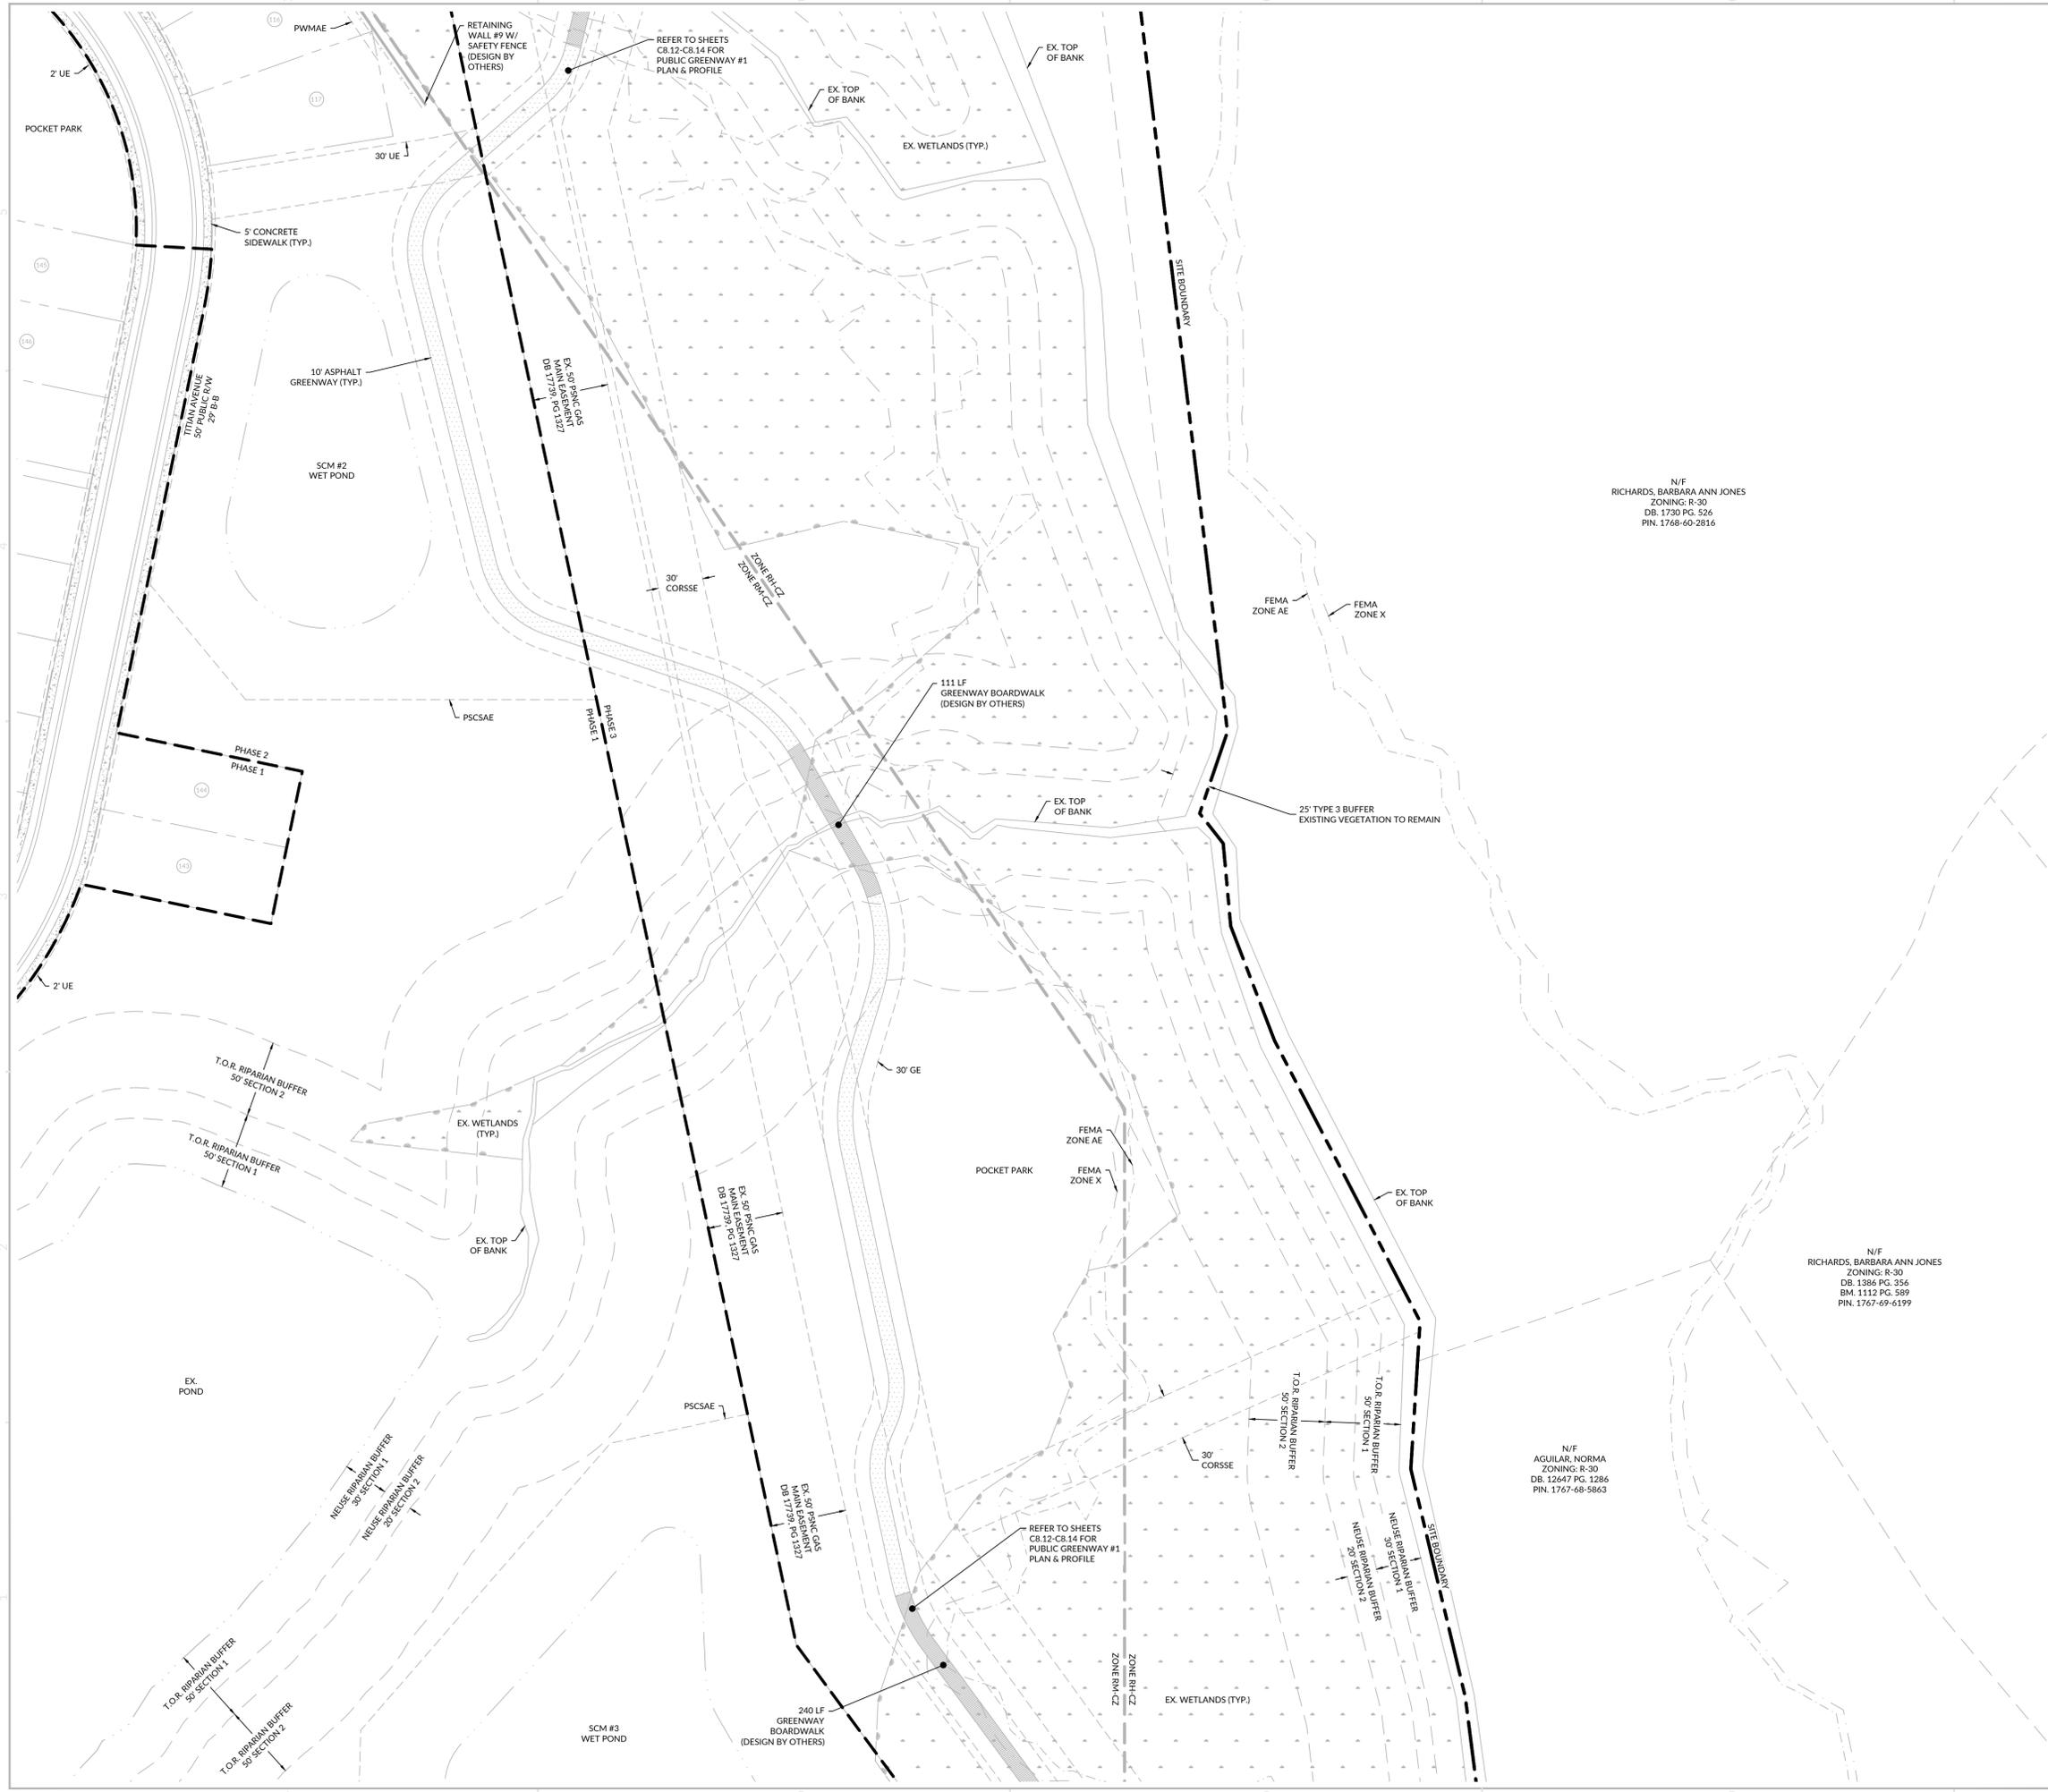 116
PWMAE
RETAINING
WALL #9 W/
SAFETY FENCE
(DESIGN BY
OTHERS)
REFER TO SHEETS
C8.12-C8.14 FOR
PUBLIC GREENWAY #1
PLAN & PROFILE
EX. TOP
OF BANK
2' UE
117
EX. TOP
OF BANK
POCKET PARK
30' UE
EX. WETLANDS (TYP.)
5' CONCRETE
SIDEWALK (TYP.)
145
SITE BOUNDARY
146
10' ASPHALT
GREENWAY (TYP.)
EX. 50' PSNC GAS
MAIN EASEMENT
DB 17739, PG 1327
TITIAN AVENUE
50' PUBLIC R/W
29' B-B
SCM #2
WET POND
N/F
RICHARDS, BARBARA ANN JONES
ZONING: R-30
DB. 1730 PG. 526
PIN. 1768-60-2816
30'
CORSSE
ZONE RH-CZ
ZONE RM-CZ
FEMA
ZONE AE
FEMA
ZONE X
111 LF
GREENWAY BOARDWALK
(DESIGN BY OTHERS)
PSCSAE
PHASE 3
PHASE 1
PHASE 2
PHASE 1
144
EX. TOP
OF BANK
25' TYPE 3 BUFFER
EXISTING VEGETATION TO REMAIN
143
2' UE
T.O.R. RIPARIAN BUFFER
50' SECTION 2
30' GE
EX. WETLANDS
(TYP.)
T.O.R. RIPARIAN BUFFER
50' SECTION 1
FEMA
ZONE AE
POCKET PARK
FEMA
ZONE X
EX. TOP
OF BANK
EX. 50' PSNC GAS
MAIN EASEMENT
DB 17739, PG 1327
EX. TOP
OF BANK
N/F
RICHARDS, BARBARA ANN JONES
ZONING: R-30
DB. 1386 PG. 356
BM. 1112 PG. 589
PIN. 1767-69-6199
EX.
POND
PSCSAE
T.O.R. RIPARIAN BUFFER
50' SECTION 2
T.O.R. RIPARIAN BUFFER
50' SECTION 1
30'
CORSSE
N/F
AGUILAR, NORMA
ZONING: R-30
DB. 12647 PG. 1286
PIN. 1767-68-5863
NEUSE RIPARIAN BUFFER
30' SECTION 1
NEUSE RIPARIAN BUFFER
20' SECTION 2
EX. 50' PSNC GAS
MAIN EASEMENT
DB 17739, PG 1327
REFER TO SHEETS
C8.12-C8.14 FOR
PUBLIC GREENWAY #1
PLAN & PROFILE
NEUSE RIPARIAN BUFFER
20' SECTION 2
NEUSE RIPARIAN BUFFER
30' SECTION 1
SITE BOUNDARY
T.O.R. RIPARIAN BUFFER
50' SECTION 1
T.O.R. RIPARIAN BUFFER
50' SECTION 2
ZONE RH-CZ
ZONE RM-CZ
EX. WETLANDS (TYP.)
240 LF
GREENWAY
BOARDWALK
(DESIGN BY OTHERS)
SCM #3
WET POND